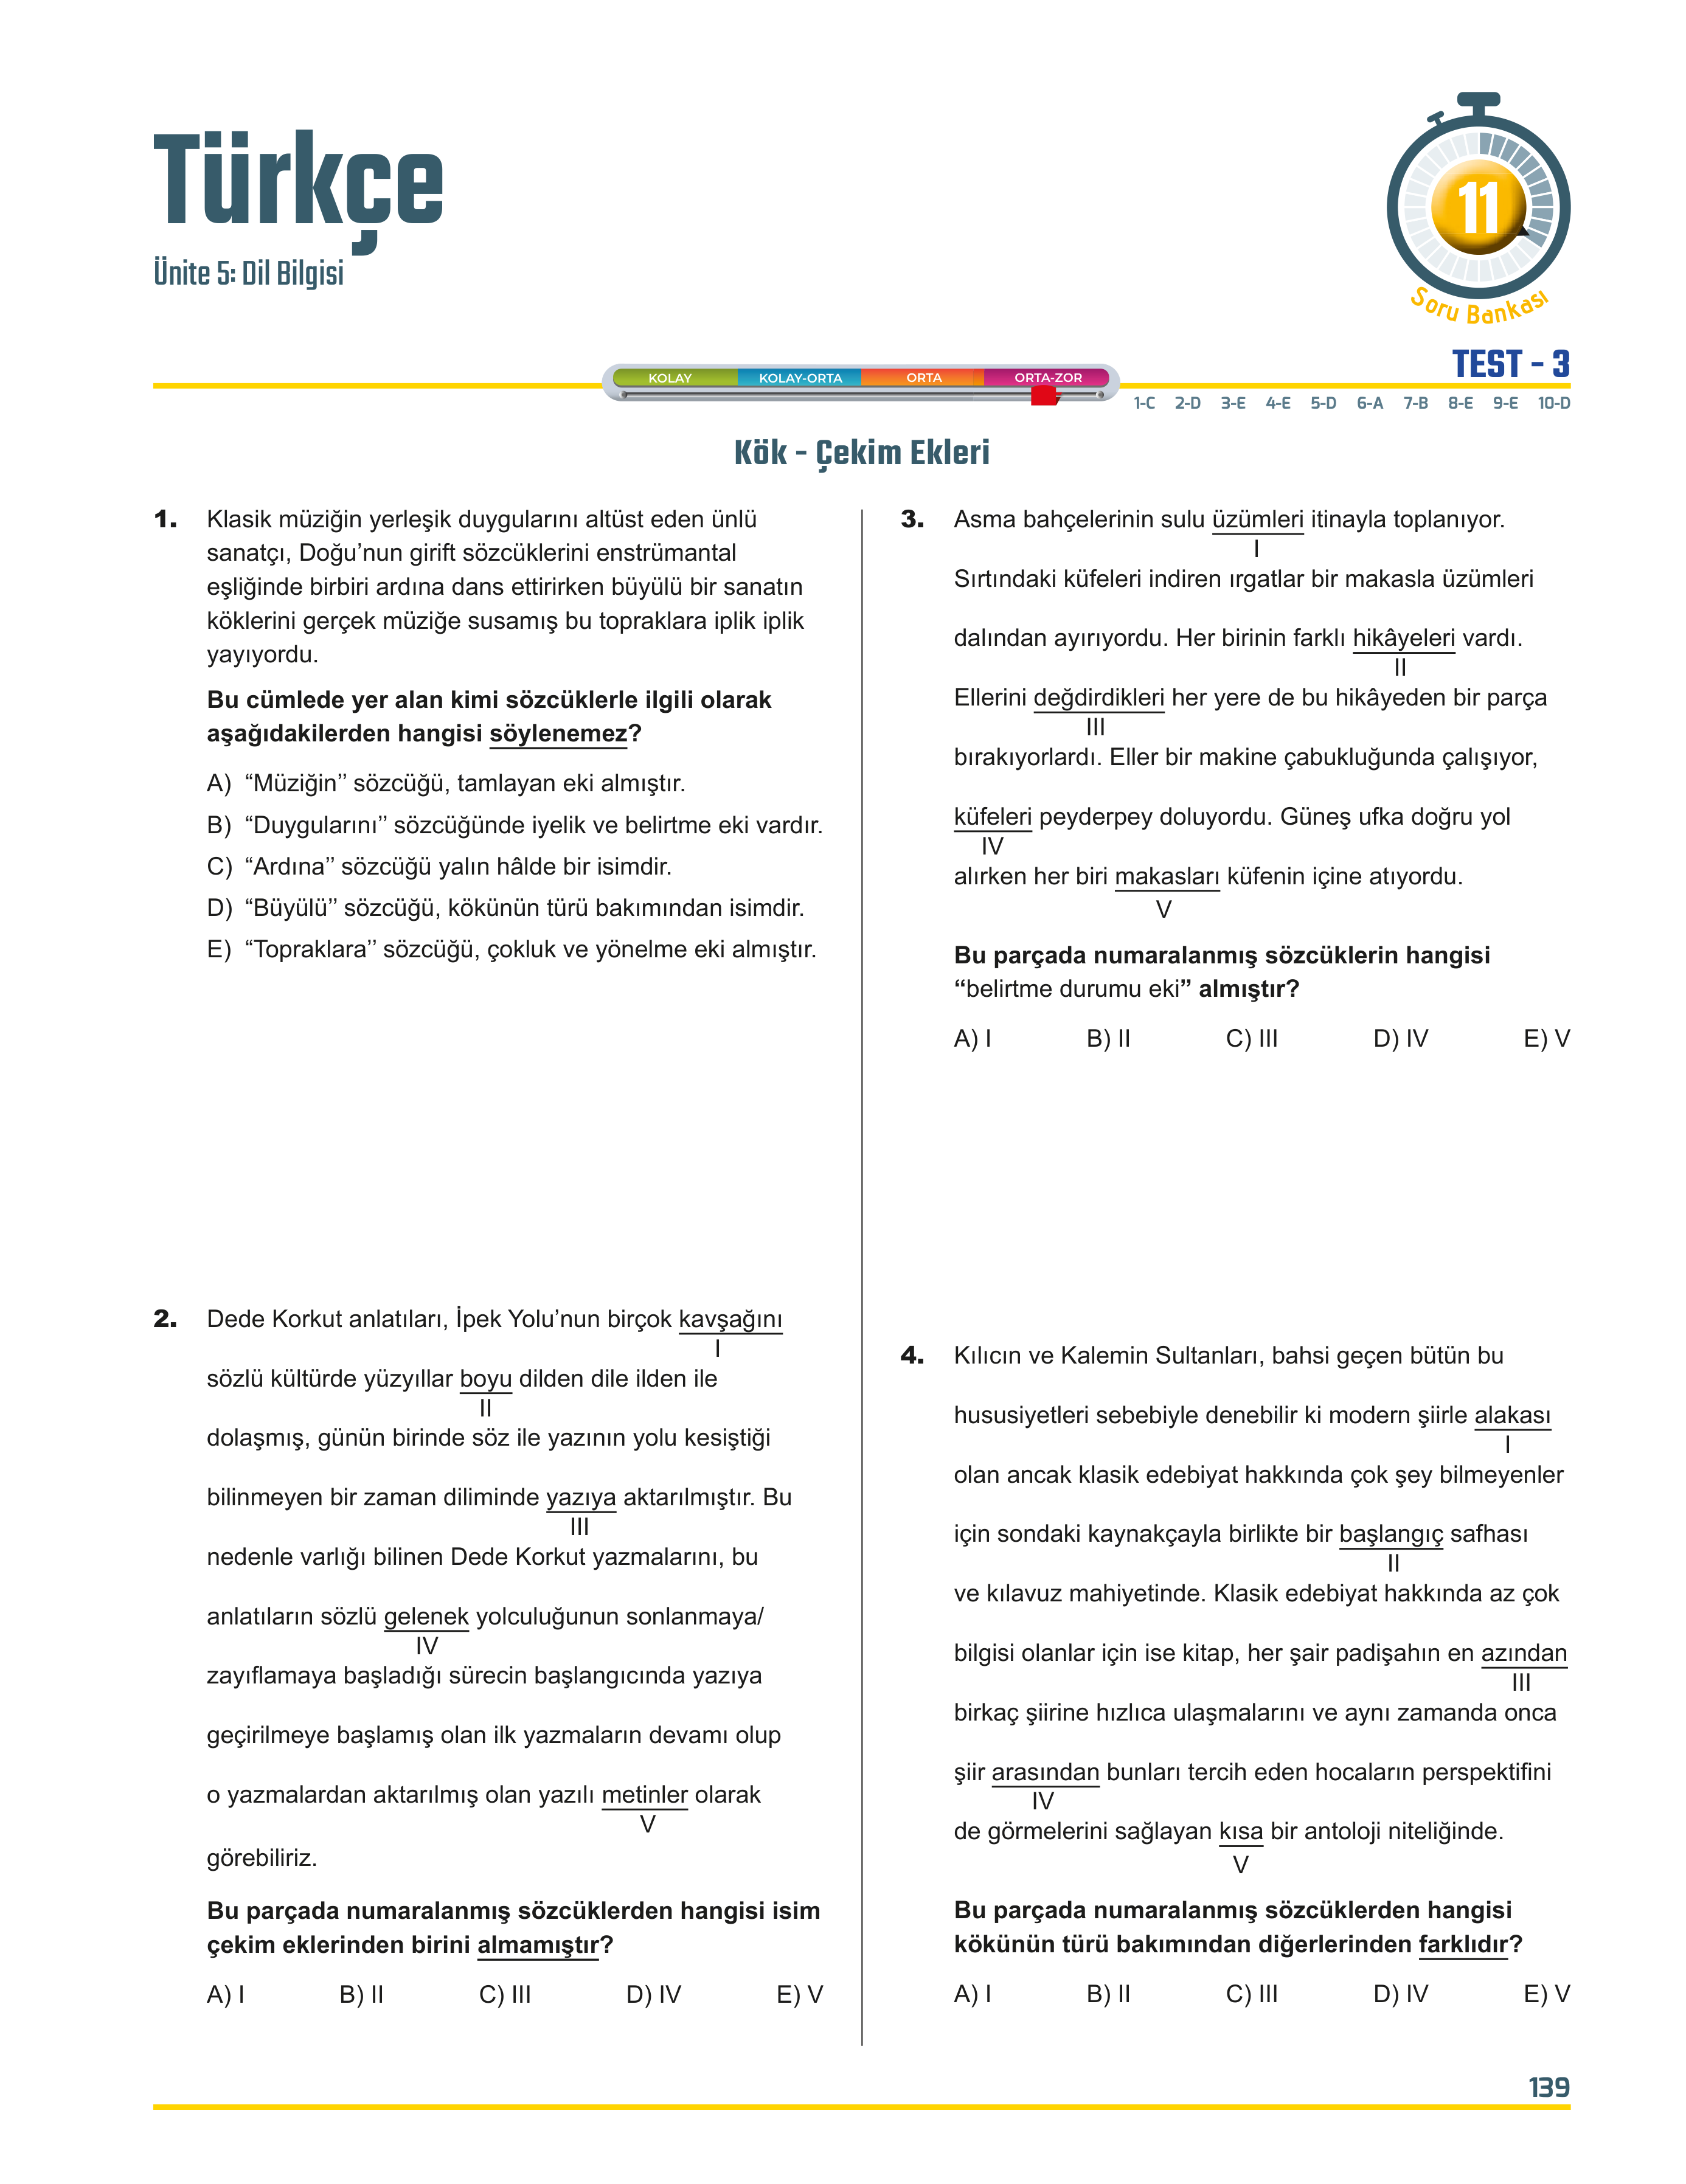 Türkçe
Ünite 5: Dil Bilgisi
11
Soru Bankası
TEST - 3
KOLAY KOLAY-ORTA ORTA ORTA-ZOR
1-C 2-D 3-E 4-E 5-D 6-A 7-B 8-E 9-E 10-D
Kök - Çekim Ekleri
1. Klasik müziğin yerleşik duygularını altüst eden ünlü
sanatçı, Doğu’nun girift sözcüklerini enstrümantal
eşliğinde birbiri ardına dans ettirirken büyülü bir sanatın
köklerini gerçek müziğe susamış bu topraklara iplik iplik
yayıyordu.
Bu cümlede yer alan kimi sözcüklerle ilgili olarak
aşağıdakilerden hangisi söylenemez?
A) “Müziğin’’ sözcüğü, tamlayan eki almıştır.
B) “Duygularını’’ sözcüğünde iyelik ve belirtme eki vardır.
C) “Ardına’’ sözcüğü yalın hâlde bir isimdir.
D) “Büyülü’’ sözcüğü, kökünün türü bakımından isimdir.
E) “Topraklara’’ sözcüğü, çokluk ve yönelme eki almıştır.
2. Dede Korkut anlatıları, İpek Yolu’nun birçok kavşağını
I
sözlü kültürde yüzyıllar boyu dilden dile ilden ile
II
dolaşmış, günün birinde söz ile yazının yolu kesiştiği
bilinmeyen bir zaman diliminde yazıya aktarılmıştır. Bu
III
nedenle varlığı bilinen Dede Korkut yazmalarını, bu
anlatıların sözlü gelenek yolculuğunun sonlanmaya/
IV
zayıflamaya başladığı sürecin başlangıcında yazıya
geçirilmeye başlamış olan ilk yazmaların devamı olup
o yazmalardan aktarılmış olan yazılı metinler olarak
V
görebiliriz.
Bu parçada numaralanmış sözcüklerden hangisi isim
çekim eklerinden birini almamıştır?
A) I B) II C) III D) IV E) V
3. Asma bahçelerinin sulu üzümleri itinayla toplanıyor.
I
Sırtındaki küfeleri indiren ırgatlar bir makasla üzümleri
dalından ayırıyordu. Her birinin farklı hikâyeleri vardı.
II
Ellerini değdirdikleri her yere de bu hikâyeden bir parça
III
bırakıyorlardı. Eller bir makine çabukluğunda çalışıyor,
küfeleri peyderpey doluyordu. Güneş ufka doğru yol
IV
alırken her biri makasları küfenin içine atıyordu.
V
Bu parçada numaralanmış sözcüklerin hangisi
“belirtme durumu eki” almıştır?
A) I B) II C) III D) IV E) V
4. Kılıcın ve Kalemin Sultanları, bahsi geçen bütün bu
hususiyetleri sebebiyle denebilir ki modern şiirle alakası
I
olan ancak klasik edebiyat hakkında çok şey bilmeyenler
için sondaki kaynakçayla birlikte bir başlangıç safhası
II
ve kılavuz mahiyetinde. Klasik edebiyat hakkında az çok
bilgisi olanlar için ise kitap, her şair padişahın en azından
III
birkaç şiirine hızlıca ulaşmalarını ve aynı zamanda onca
şiir arasından bunları tercih eden hocaların perspektifini
IV
de görmelerini sağlayan kısa bir antoloji niteliğinde.
V
Bu parçada numaralanmış sözcüklerden hangisi
kökünün türü bakımından diğerlerinden farklıdır?
A) I B) II C) III D) IV E) V
139